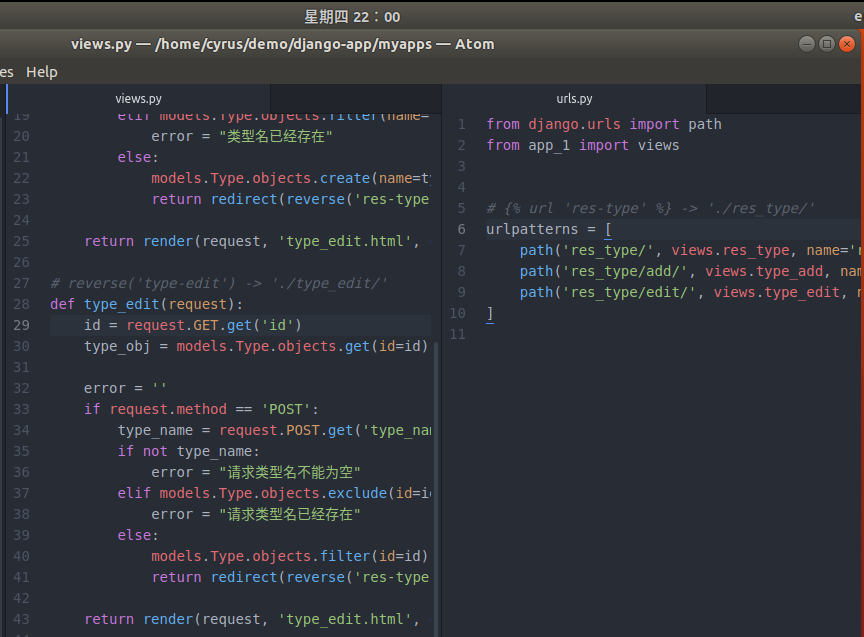 星期四 22：00
views.py — /home/cyrus/demo/django-app/myapps — Atom
es Help
views.py
urls.py
19 elif models.Type.objects.filter(name=
20 error = "类型名已经存在"
21 else:
22 models.Type.objects.create(name=ty
23 return redirect(reverse('res-type
24
25 return render(request, 'type_edit.html',
26
27 # reverse('type-edit') -> './type_edit/'
28 def type_edit(request):
29 id = request.GET.get('id')
30 type_obj = models.Type.objects.get(id=id)
31
32 error = ''
33 if request.method == 'POST':
34 type_name = request.POST.get('type_nam
35 if not type_name:
36 error = "请求类型名不能为空"
37 elif models.Type.objects.exclude(id=id
38 error = "请求类型名已经存在"
39 else:
40 models.Type.objects.filter(id=id)
41 return redirect(reverse('res-type
42
43 return render(request, 'type_edit.html',
1 from django.urls import path
2 from app_1 import views
3
4
5 # {% url 'res-type' %} -> './res_type/'
6 urlpatterns = [
7 path('res_type/', views.res_type, name='r
8 path('res_type/add/', views.type_add, nam
9 path('res_type/edit/', views.type_edit, n
10 ]
11